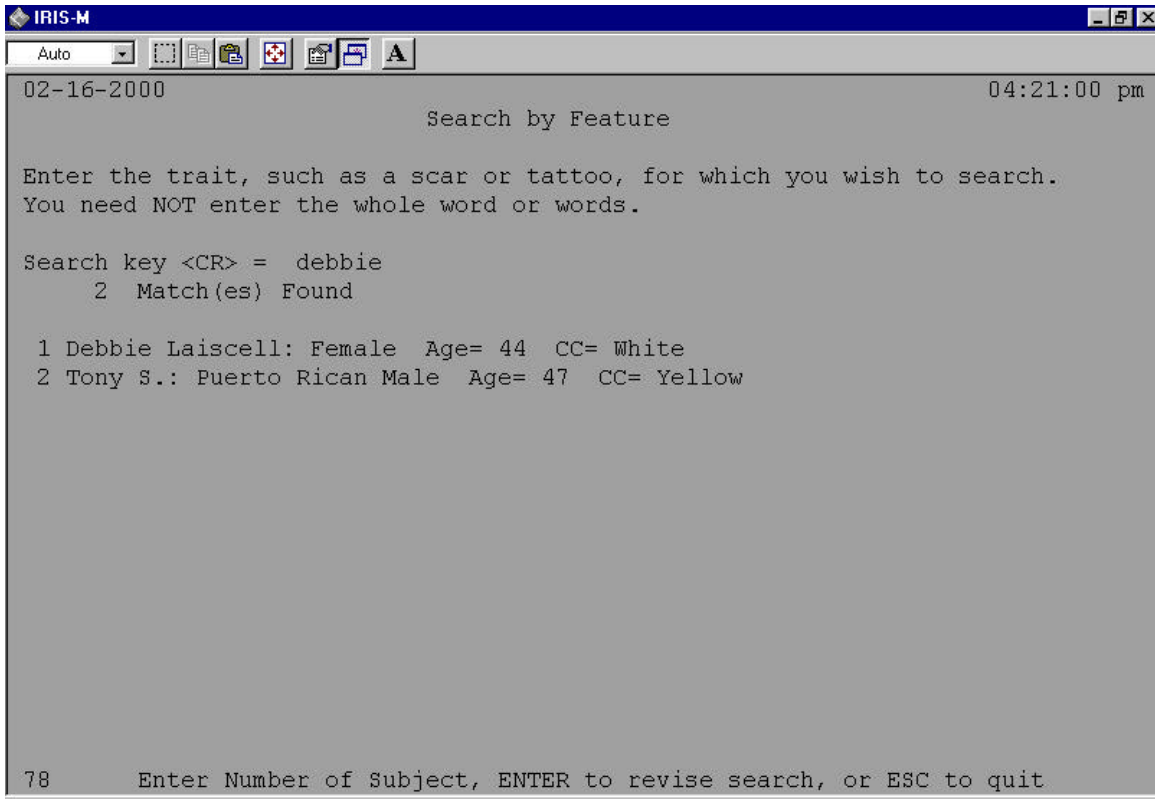 IRIS-M
Auto
A
02-16-2000 04:21:00 pm
Search by Feature
Enter the trait, such as a scar or tattoo, for which you wish to search.
You need NOT enter the whole word or words.
Search key <CR> = debbie
2 Match(es) Found
1 Debbie Laiscell: Female Age= 44 CC= White
2 Tony S.: Puerto Rican Male Age= 47 CC= Yellow
78 Enter Number of Subject, ENTER to revise search, or ESC to quit